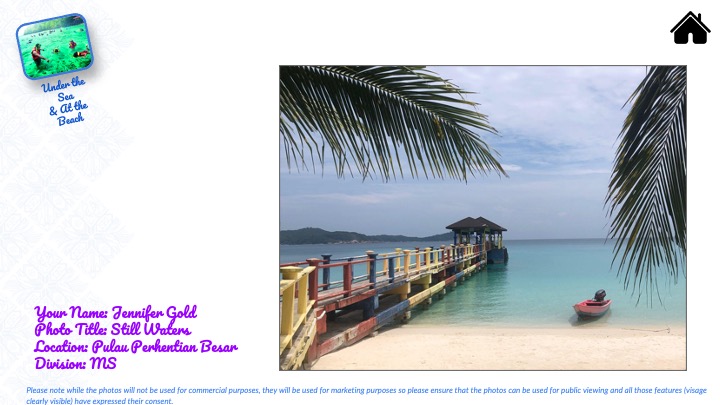 Under the
Sea
& At the
Beach
Your Name: Jennifer Gold
Photo Title: Still Waters
Location: Pulau Perhentian Besar
Division: MS
Please note while the photos will not be used for commercial purposes, they will be used for marketing purposes so please ensure that the photos can be used for public viewing and all those features (visage
clearly visible) have expressed their consent.